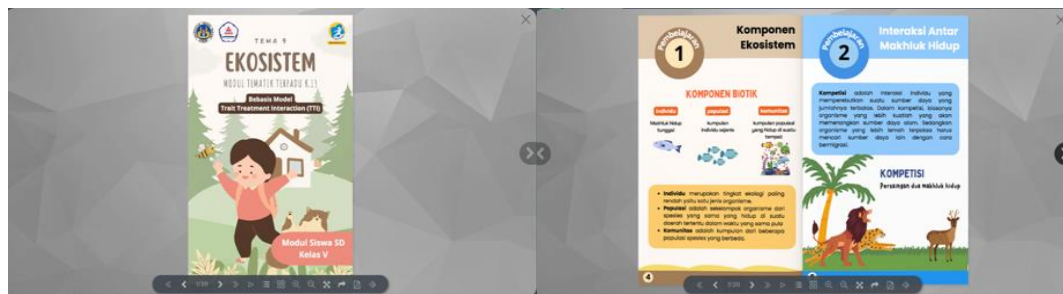 TEMA 9
EKOSISTEM
MODUL TEMATIK TERPADU K.13
Bebasis Model
Trait Treatment Interaction (TTI)
Modul Siswa SD
Kelas V
Pembelajaran
1
Komponen
Ekosistem
KOMPONEN BIOTIK
individu
Makhluk hidup
tunggal
populasi
kumpulan
individu sejenis
komunitas
kumpulan populasi
yang hidup di suatu
tempat
• Individu merupakan tingkat ekologi paling
rendah yaitu satu jenis organisme.
• Populasi adalah sekelompok organisme dari
spesies yang sama yang hidup di suatu
daerah tertentu dalam waktu yang sama pula
• Komunitas adalah kumpulan dari beberapa
populasi spesies yang berbeda.
4
Pembelajaran
2
Interaksi Antar
Makhluk Hidup
Kompetisi adalah interaksi individu yang
memperebutkan suatu sumber daya yang
jumlahnya terbatas. Dalam kompetisi, biasanya
organisme yang lebih kuatlah yang akan
memenangkan sumber daya alam. Sedangkan
organisme yang lebih lemah terpaksa harus
mencari sumber daya lain dengan cara
bermigrasi.
KOMPETISI
Persaingan dua makhluk hidup